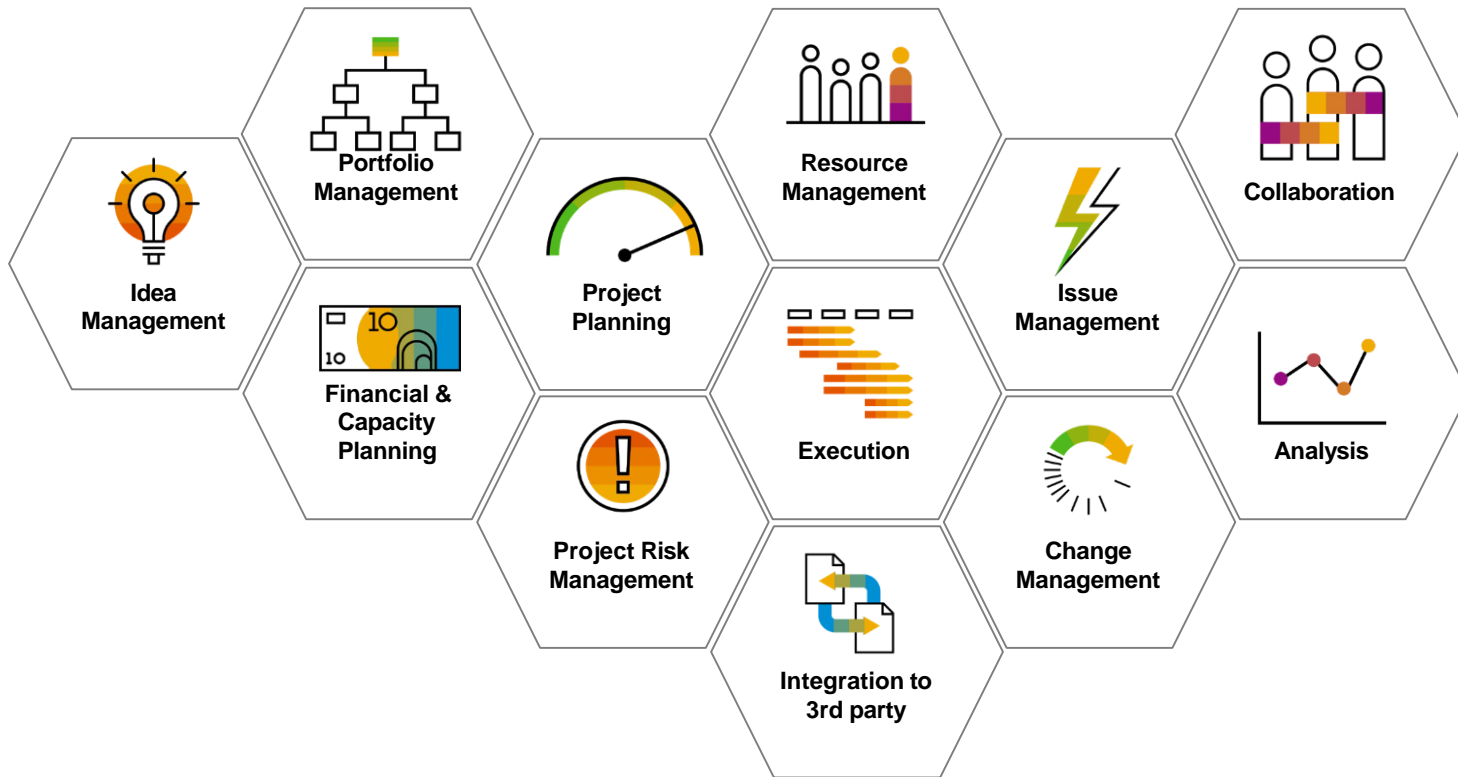 Portfolio
Management
Resource
Management
Collaboration
Idea
Management
Project
Planning
Issue
Management
10
10
Financial &
Capacity
Planning
Execution
Analysis
Project Risk
Management
Change
Management
Integration to
3rd party